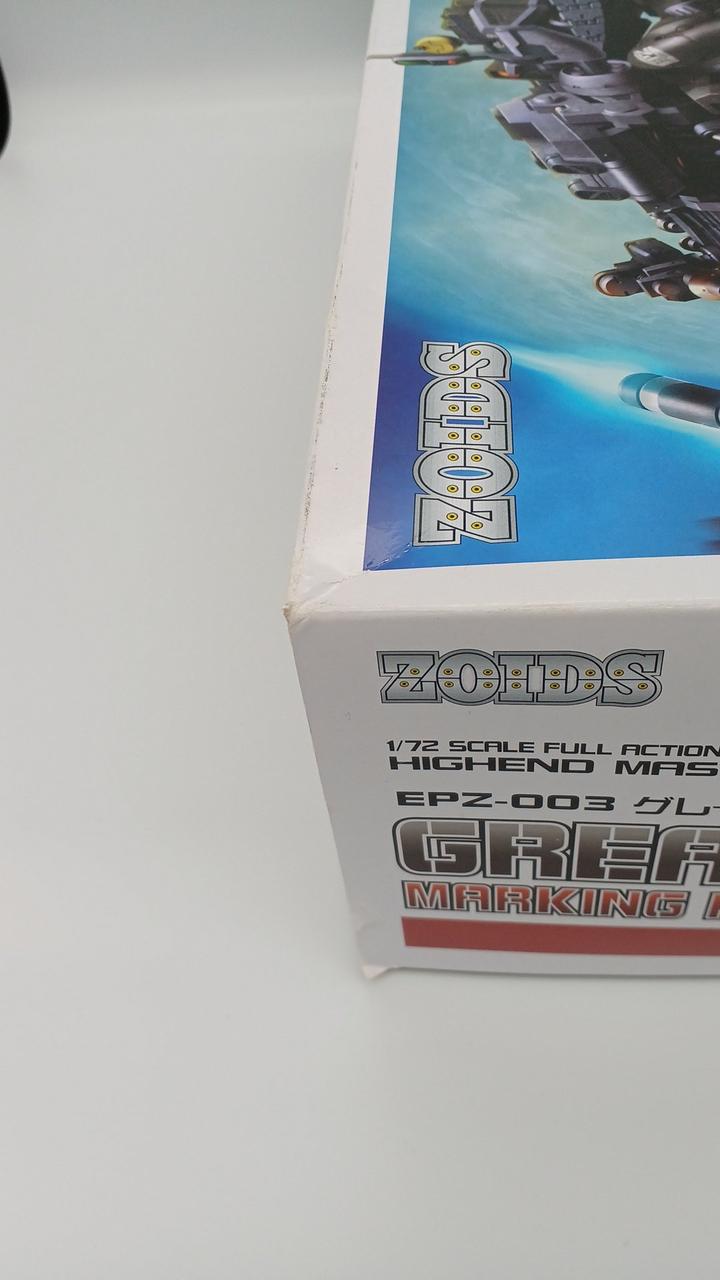 ZOIDS
ZOIDS
1/72 SCALE FULL ACTION
HIGHEND MAS
EPZ-003 グレー
GREA
MARKING